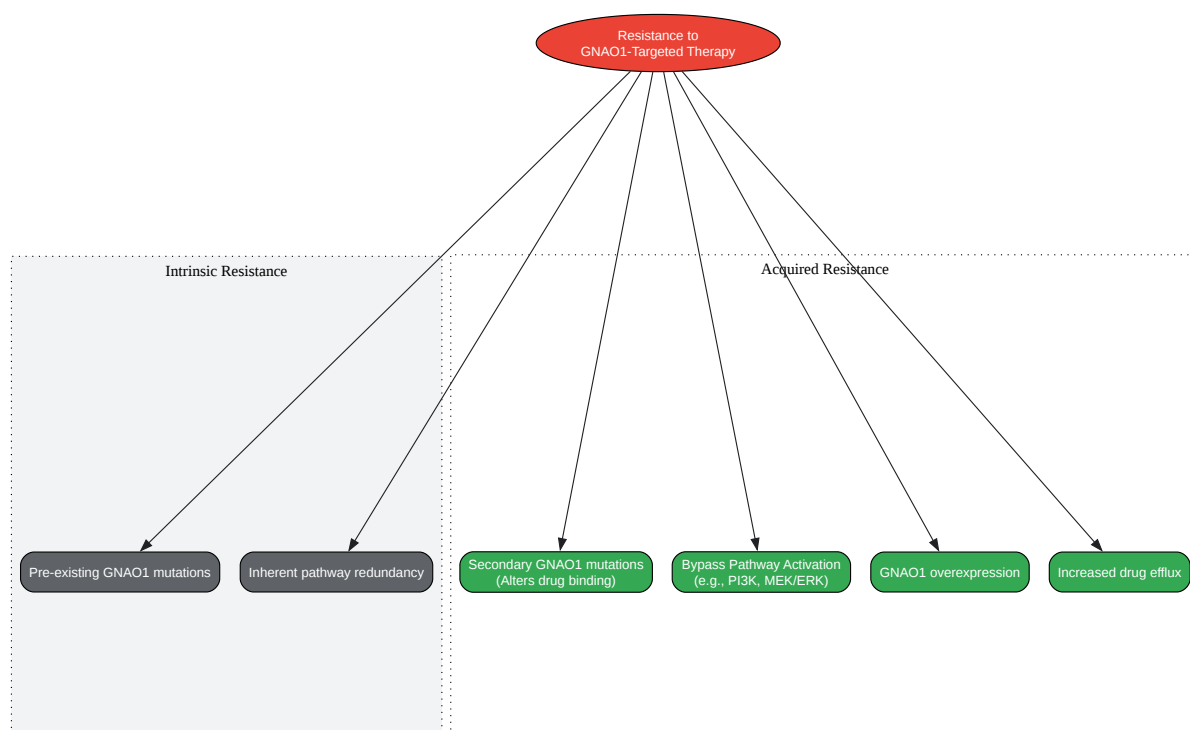 Resistance to
GNAO1-Targeted Therapy
Intrinsic Resistance
Acquired Resistance
Pre-existing GNAO1 mutations
Inherent pathway redundancy
Secondary GNAO1 mutations
(Alters drug binding)
Bypass Pathway Activation
(e.g., PI3K, MEK/ERK)
GNAO1 overexpression
Increased drug efflux